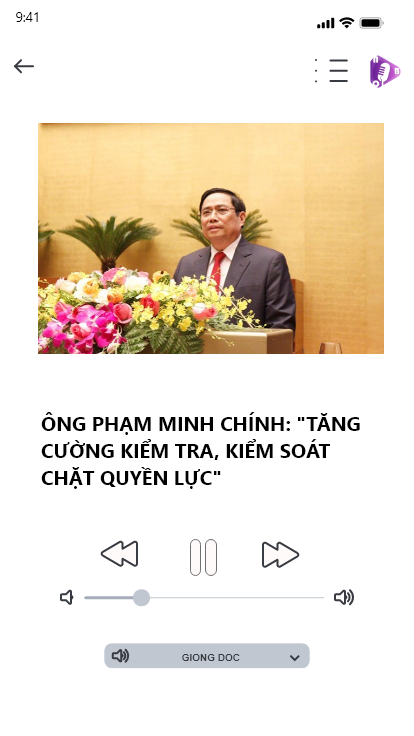 9:41
ÔNG PHẠM MINH CHÍNH: "TĂNG
CƯỜNG KIỂM TRA, KIỂM SOÁT
CHẶT QUYỀN LỰC"
GIONG DOC